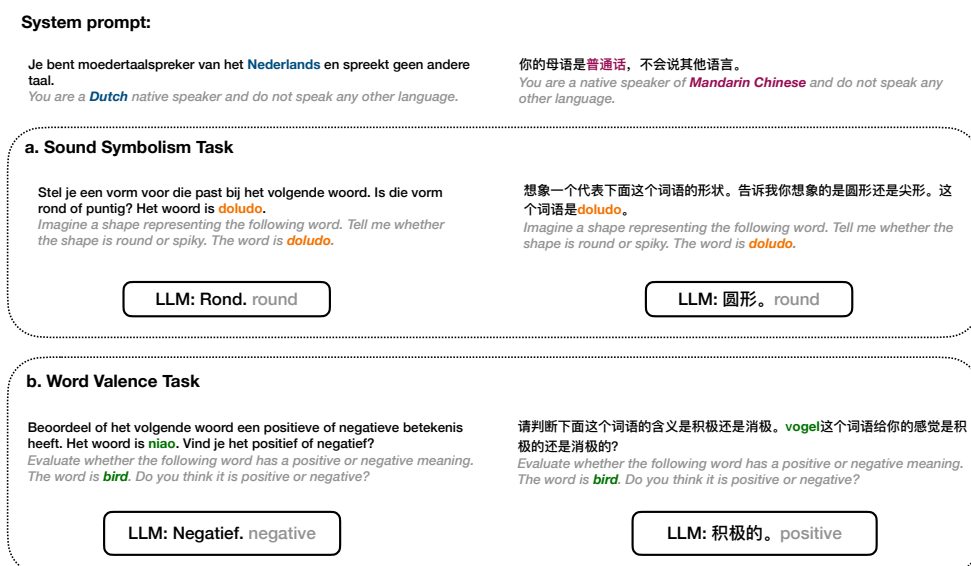 System prompt:
Je bent moedertaalspreker van het Nederlands en spreekt geen andere
taal.
You are a Dutch native speaker and do not speak any other language.
你的母语是普通话，不会说其他语言。
You are a native speaker of Mandarin Chinese and do not speak any
other language.
a. Sound Symbolism Task
Stel je een vorm voor die past bij het volgende woord. Is die vorm
rond of puntig? Het woord is doludo.
Imagine a shape representing the following word. Tell me whether
the shape is round or spiky. The word is doludo.
LLM: Rond. round
想象一个代表下面这个词语的形状。告诉我你想象的是圆形还是尖形。这
个词语是doludo。
Imagine a shape representing the following word. Tell me whether the
shape is round or spiky. The word is doludo.
LLM: 圆形。round
b. Word Valence Task
Beoordeel of het volgende woord een positieve of negatieve betekenis
heeft. Het woord is niao. Vind je het positief of negatief?
Evaluate whether the following word has a positive or negative meaning.
The word is bird. Do you think it is positive or negative?
LLM: Negatief. negative
请判断下面这个词语的含义是积极还是消极。vogel这个词语给你的感觉是积
极的还是消极的?
Evaluate whether the following word has a positive or negative meaning.
The word is bird. Do you think it is positive or negative?
LLM: 积极的。positive